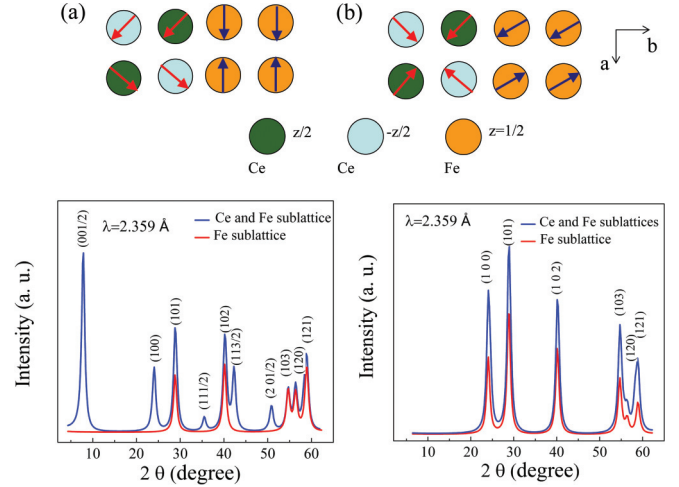 (a)
(b)
b
a
z/2
-z/2
z=1/2
Ce
Ce
Fe
(001/2)
λ=2.359 Å
Ce and Fe sublattice
Fe sublattice
(100)
(101)
(111/2)
(102)
(113/2)
(2 01/2)
(103)
(120)
(121)
Intensity (a. u.)
10
20
30
40
50
60
2 θ (degree)
λ=2.359 Å
Ce and Fe sublattices
Fe sublattice
(1 0 0)
(101)
(1 0 2)
(103)
(120)
(121)
Intensity (a. u.)
10
20
30
40
50
60
2 θ (degree)